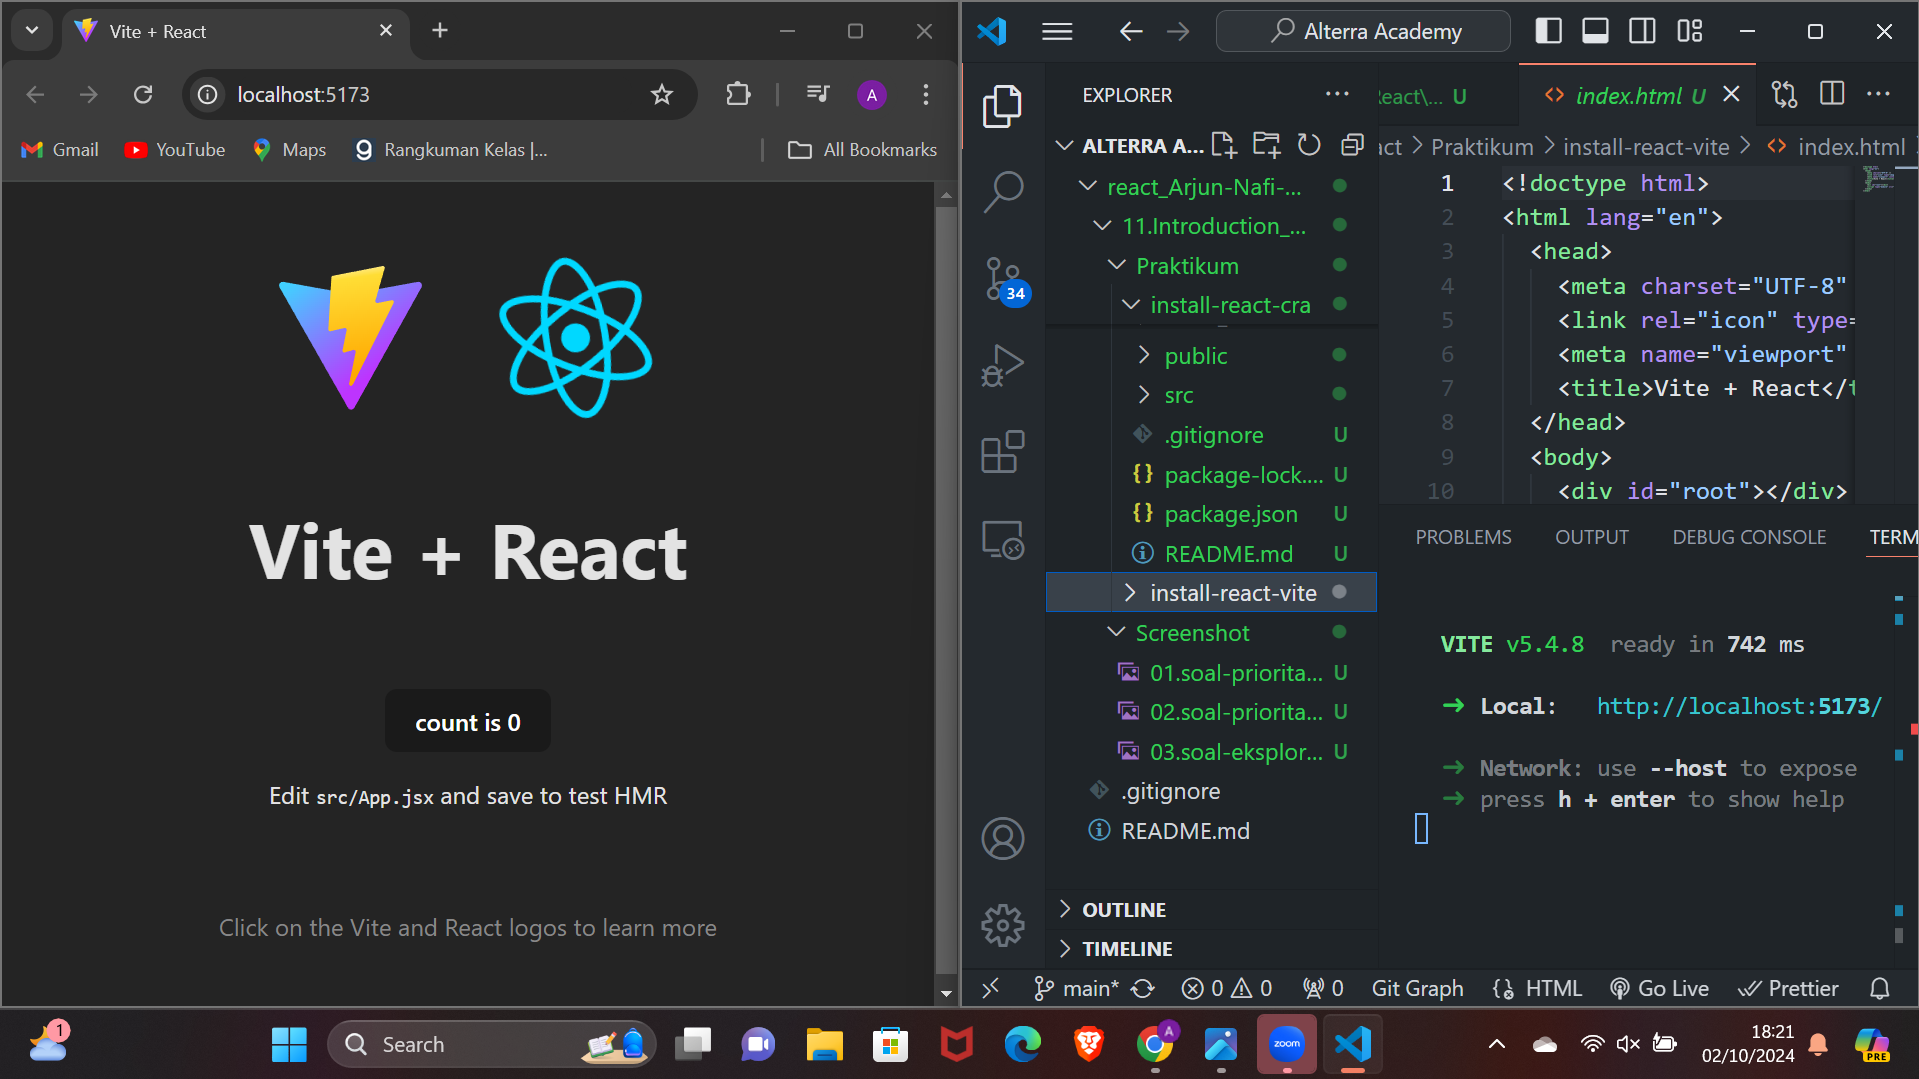 Vite + React
localhost:5173
A
Gmail
YouTube
Maps
Rangkuman Kelas |...
All Bookmarks
Vite + React
count is 0
Edit src/App.jsx and save to test HMR
Click on the Vite and React logos to learn more
Alterra Academy
EXPLORER
ALTERRA A...
react_Arjun-Nafi-...
11.Introduction_...
Praktikum
install-react-cra
public
src
.gitignore U
package-lock.... U
package.json U
README.md U
install-react-vite
Screenshot
01.soal-priorita... U
02.soal-priorita... U
03.soal-eksplor... U
.gitignore
README.md
OUTLINE
TIMELINE
34
React\... U
index.html U
Praktikum > install-react-vite > index.html
1 <!doctype html>
2 <html lang="en">
3 <head>
4 <meta charset="UTF-8"
5 <link rel="icon" type=
6 <meta name="viewport"
7 <title>Vite + React</t
8 </head>
9 <body>
10 <div id="root"></div>
PROBLEMS OUTPUT DEBUG CONSOLE TERM
VITE v5.4.8 ready in 742 ms
➜ Local: http://localhost:5173/
➜ Network: use --host to expose
➜ press h + enter to show help
main* 0 0 0 Git Graph HTML Go Live Prettier
1
Search
A
zoom
18:21
02/10/2024
PRE